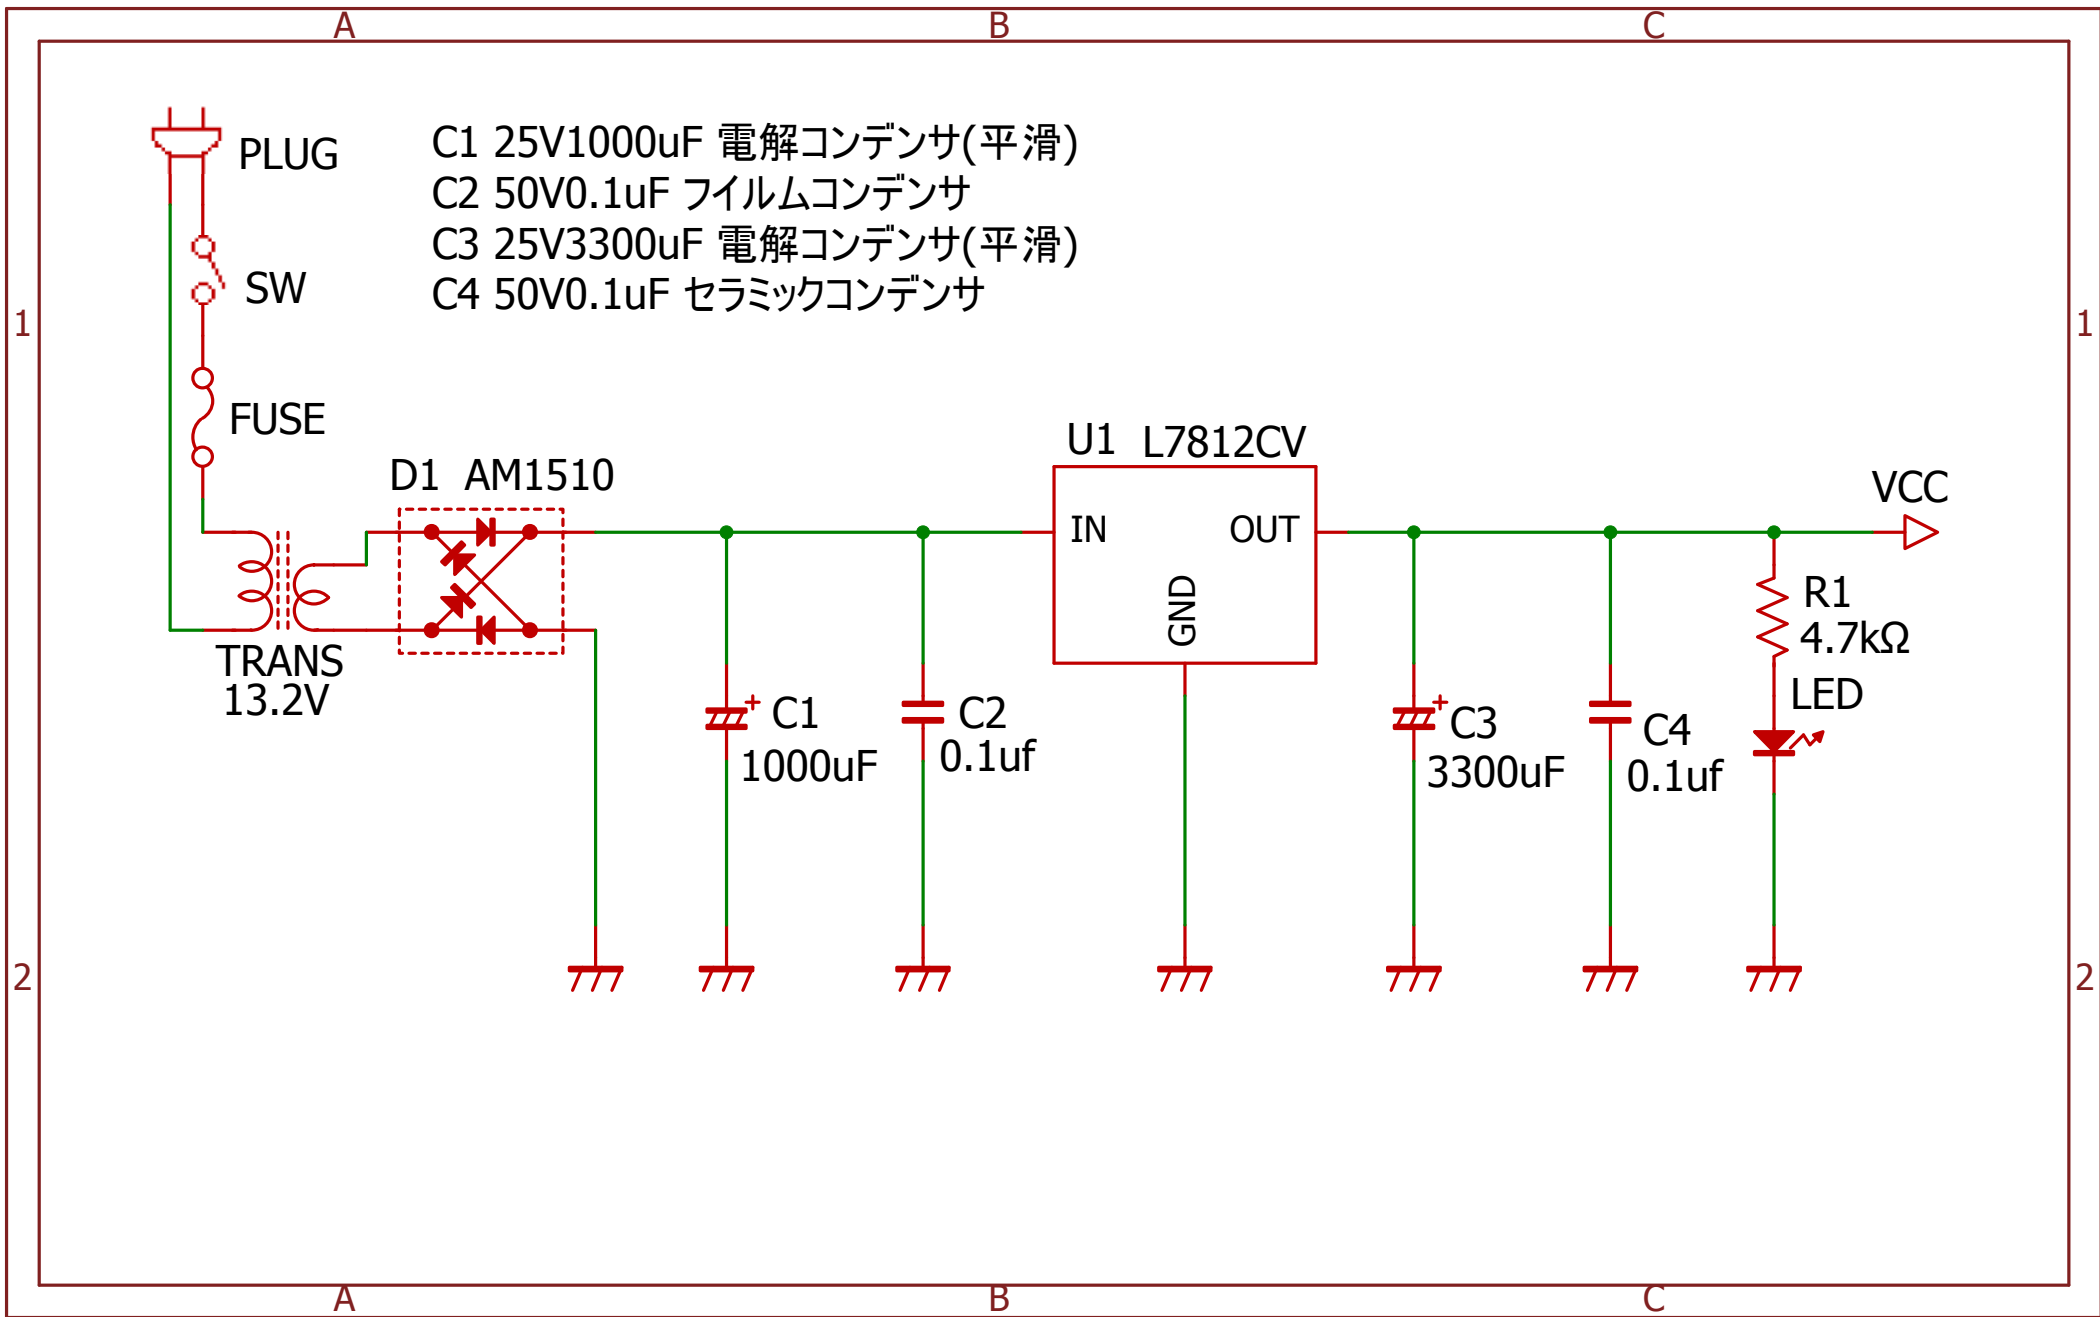 A B C
PLUG
C1 25V1000uF 電解コンデンサ(平滑)
C2 50V0.1uF フイルムコンデンサ
C3 25V3300uF 電解コンデンサ(平滑)
C4 50V0.1uF セラミックコンデンサ
SW
1 1
FUSE
U1 L7812CV
D1 AM1510
VCC
IN OUT
GND
R1
4.7kΩ
TRANS
13.2V
LED
C1
1000uF
C2
0.1uf
C3
3300uF
C4
0.1uf
2 2
A B C